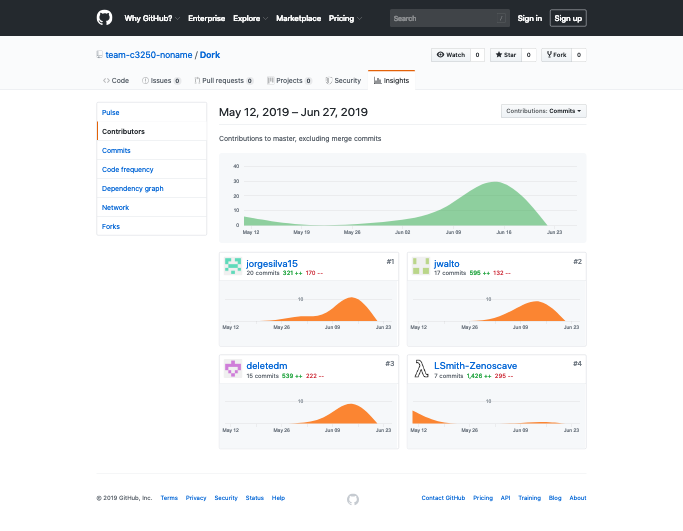 Why GitHub? Enterprise Explore Marketplace Pricing Search / Sign in Sign up
team-c3250-noname / Dork Watch 0 Star 0 Fork 0
Code Issues 0 Pull requests 0 Projects 0 Security Insights
Pulse
Contributors
Commits
Code frequency
Dependency graph
Network
Forks
May 12, 2019 – Jun 27, 2019 Contributions: Commits
Contributions to master, excluding merge commits
40
30
20
10
0
May 12 May 19 May 26 Jun 02 Jun 09 Jun 16 Jun 23
jorgesilva15 #1
20 commits 321 ++ 170 --
10
May 12 May 26 Jun 09 Jun 23
jwalto #2
17 commits 595 ++ 132 --
10
May 12 May 26 Jun 09 Jun 23
deletedm #3
15 commits 539 ++ 222 --
10
May 12 May 26 Jun 09 Jun 23
LSmith-Zenoscave #4
7 commits 1,426 ++ 295 --
10
May 12 May 26 Jun 09 Jun 23
© 2019 GitHub, Inc. Terms Privacy Security Status Help Contact GitHub Pricing API Training Blog About